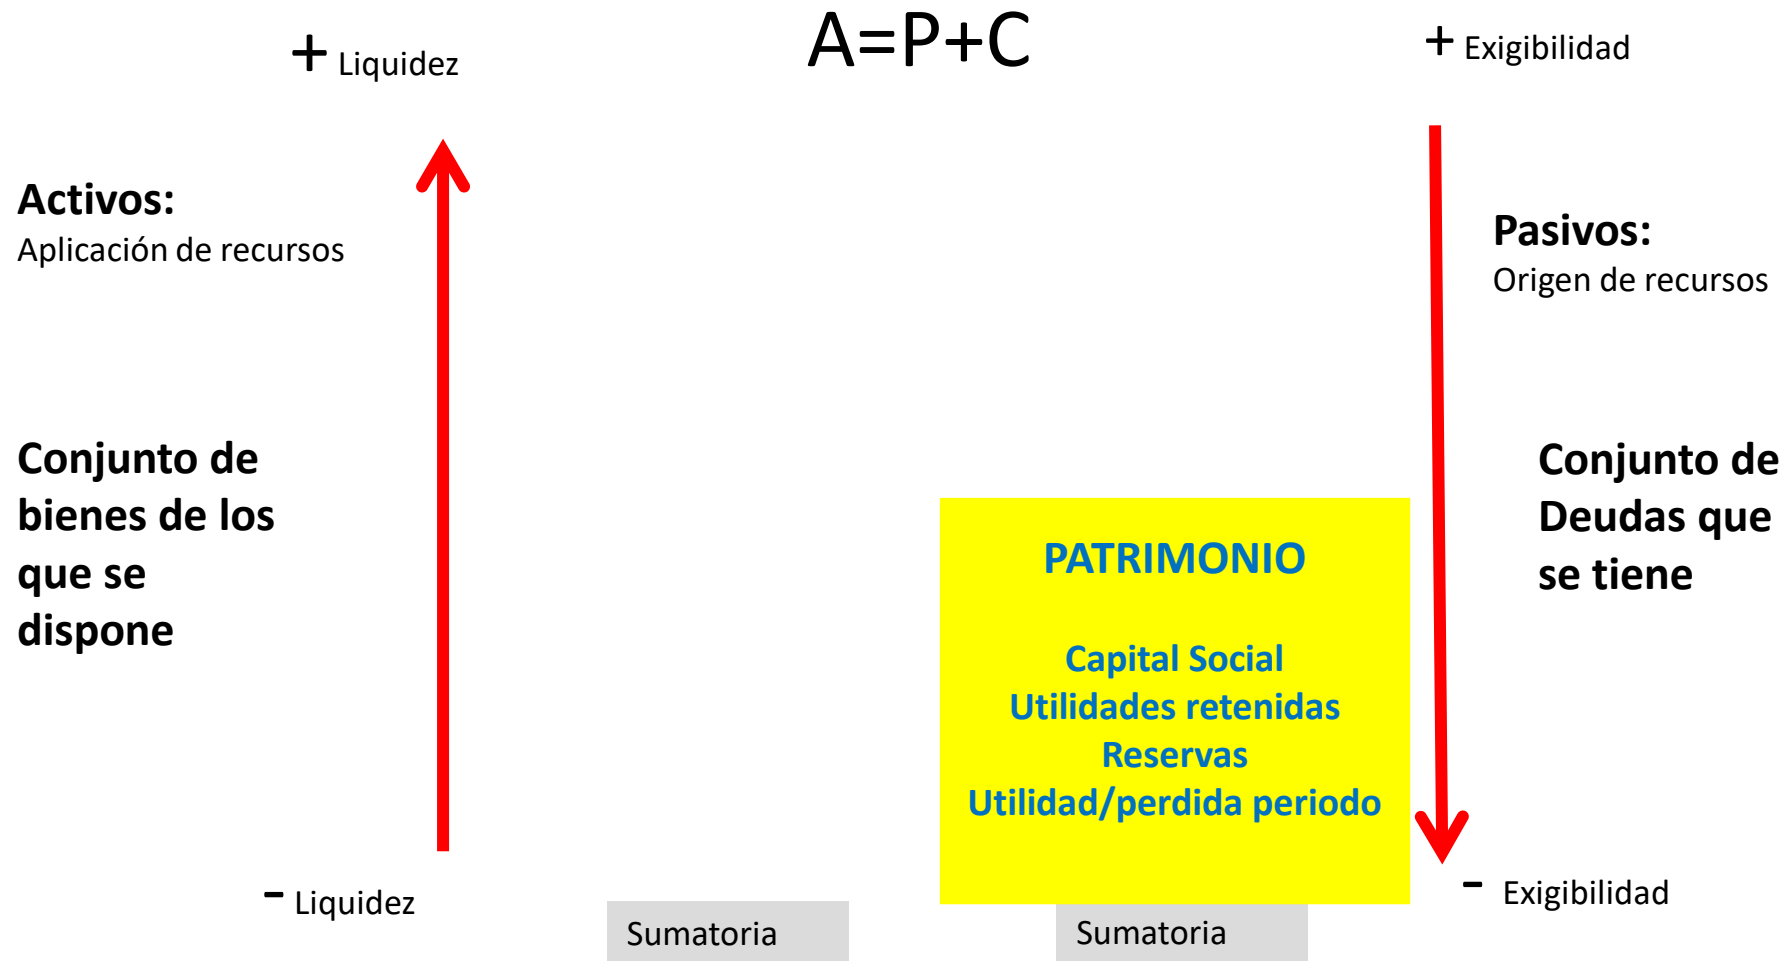 A=P+C
+ Liquidez
+ Exigibilidad
Activos:
Aplicación de recursos
Pasivos:
Origen de recursos
Conjunto de
bienes de los
que se
dispone
PATRIMONIO
Capital Social
Utilidades retenidas
Reservas
Utilidad/perdida periodo
Conjunto de
Deudas que
se tiene
- Liquidez
- Exigibilidad
Sumatoria
Sumatoria